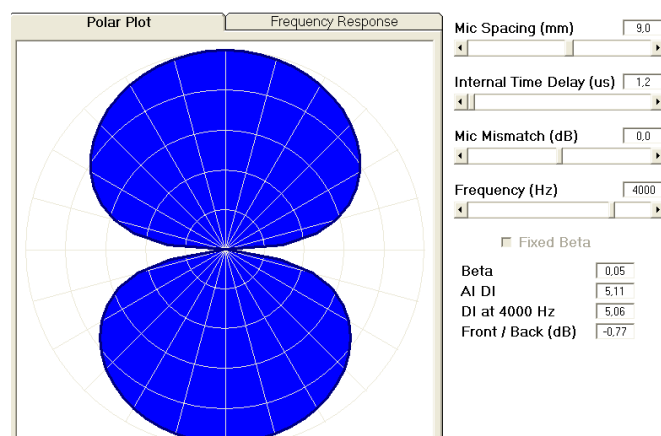 Polar Plot
Frequency Response
Mic Spacing (mm) 9,0
Internal Time Delay (us) 1,2
Mic Mismatch (dB) 0,0
Frequency (Hz) 4000
Fixed Beta
Beta 0,05
AI DI 5,11
DI at 4000 Hz 5,06
Front / Back (dB) -0,77